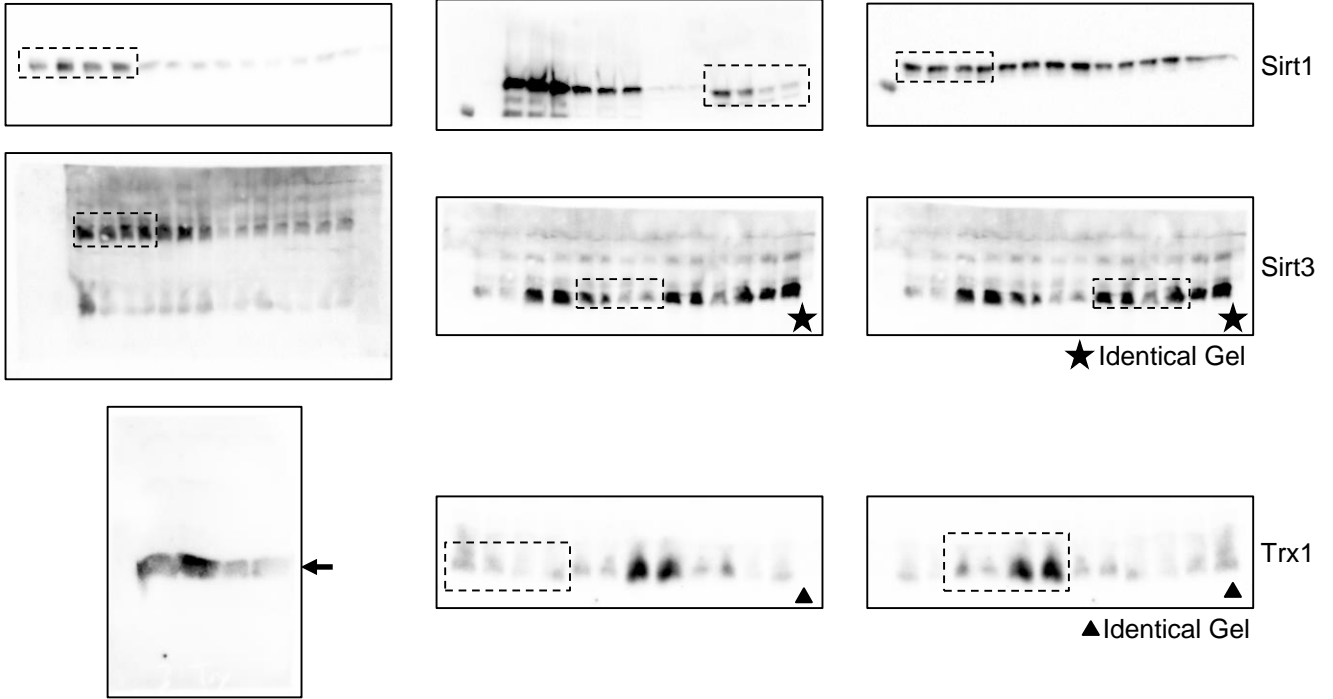 Sirt1
Sirt3
★ Identical Gel
Trx1
▲ Identical Gel